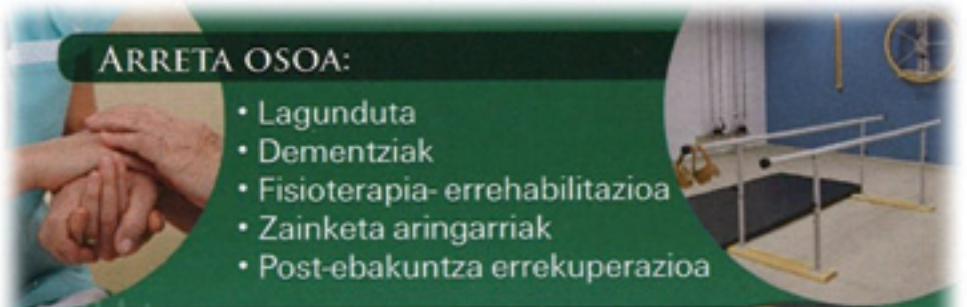 ARRETA OSOA:
• Lagunduta
• Dementziak
• Fisioterapia- errehabilitazioa
• Zainketa aringarriak
• Post-ebakuntza errekuperazioa